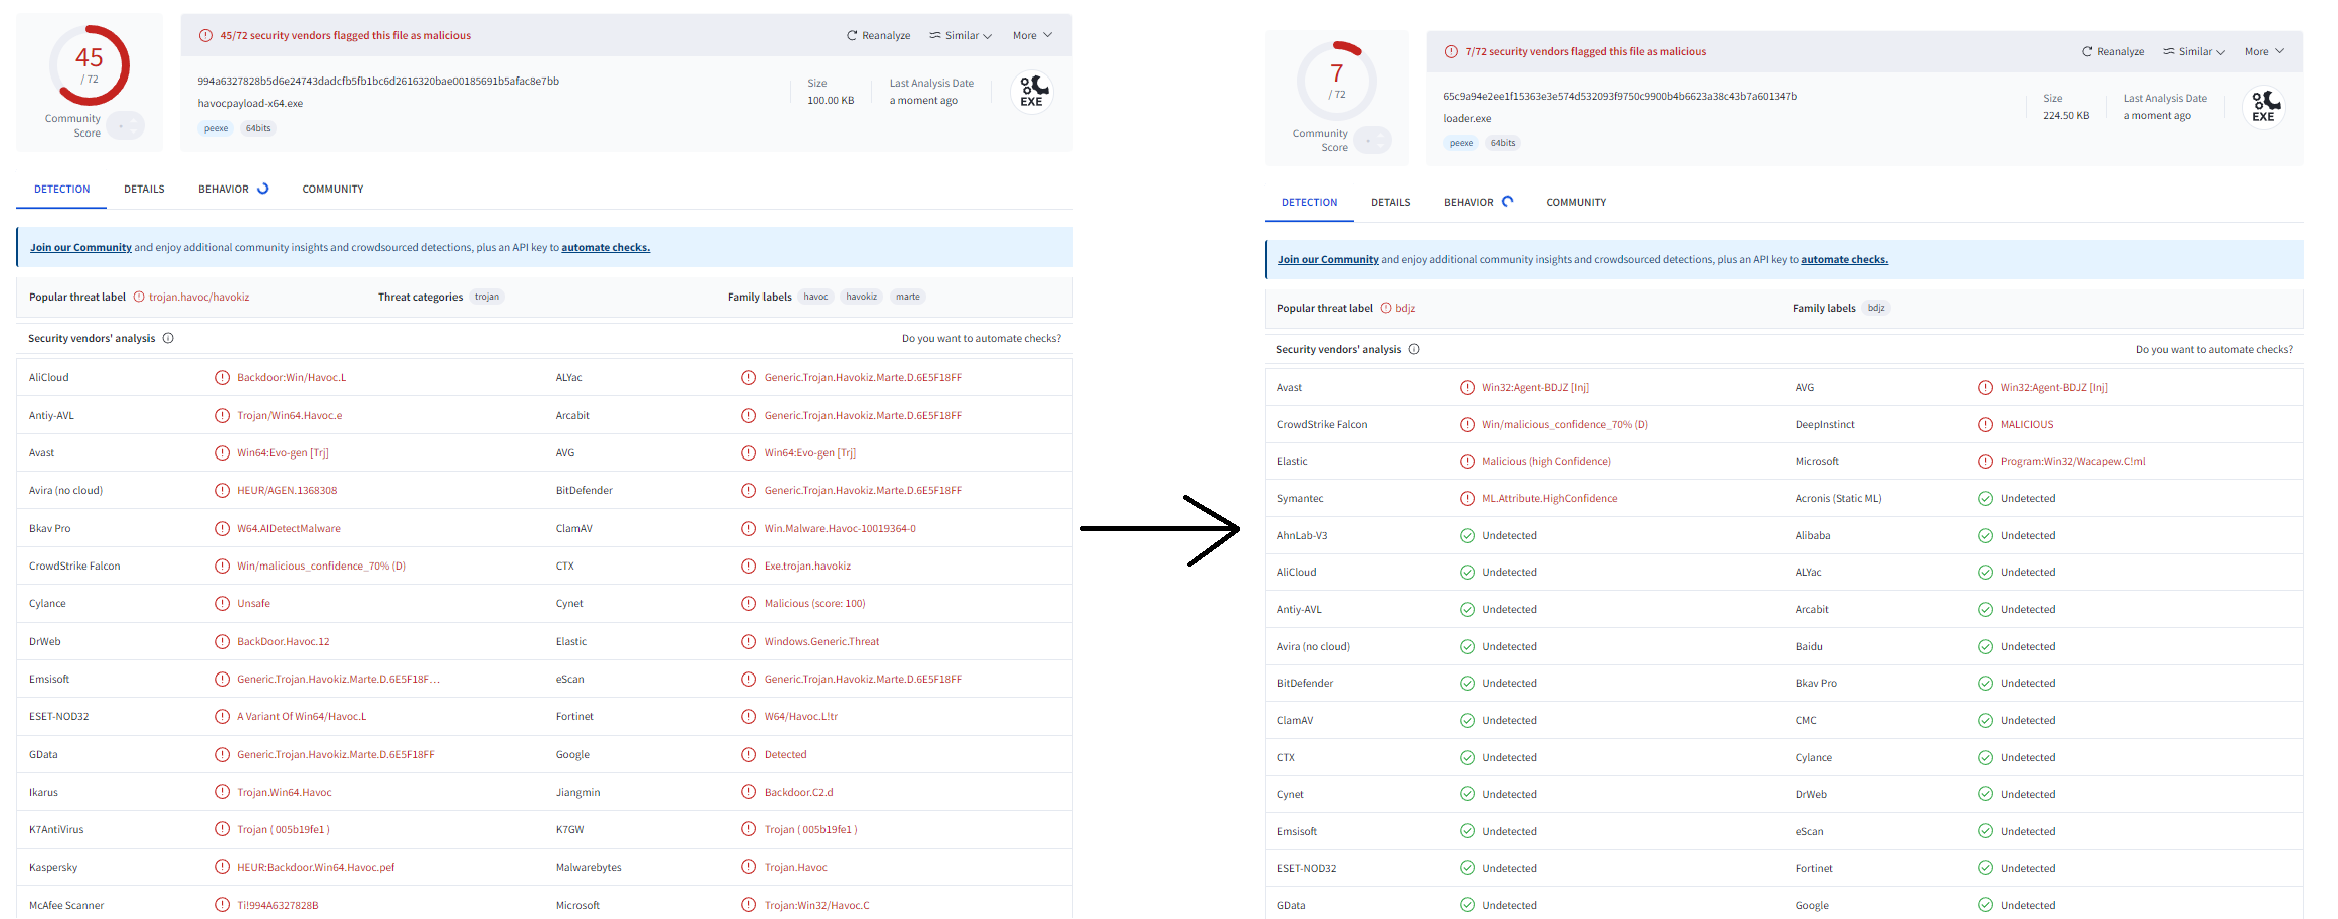 45
/ 72
Community
Score
45/72 security vendors flagged this file as malicious
Reanalyze
Similar
More
994a6327828b5d6e24743dadcfb5fb1bc6d2616320bae00185691b5afac8e7bb
havocpayload-x64.exe
peexe
64bits
Size
100.00 KB
Last Analysis Date
a moment ago
EXE
DETECTION
DETAILS
BEHAVIOR
COMMUNITY
Join our Community and enjoy additional community insights and crowdsourced detections, plus an API key to automate checks.
Popular threat label trojan.havoc/havokiz
Threat categories trojan
Family labels havoc havokiz marte
Security vendors' analysis
Do you want to automate checks?
AliCloud Backdoor:Win/Havoc.L ALYac Generic.Trojan.Havokiz.Marte.D.6E5F18FF
Antiy-AVL Trojan/Win64.Havoc.e Arcabit Generic.Trojan.Havokiz.Marte.D.6E5F18FF
Avast Win64:Evo-gen [Trj] AVG Win64:Evo-gen [Trj]
Avira (no cloud) HEUR/AGEN.1368308 BitDefender Generic.Trojan.Havokiz.Marte.D.6E5F18FF
Bkav Pro W64.AIDetectMalware ClamAV Win.Malware.Havoc-10019364-0
CrowdStrike Falcon Win/malicious_confidence_70% (D) CTX Exe.trojan.havokiz
Cylance Unsafe Cynet Malicious (score: 100)
DrWeb BackDoor.Havoc.12 Elastic Windows.Generic.Threat
Emsisoft Generic.Trojan.Havokiz.Marte.D.6E5F18F... eScan Generic.Trojan.Havokiz.Marte.D.6E5F18FF
ESET-NOD32 A Variant Of Win64/Havoc.L Fortinet W64/Havoc.L!tr
GData Generic.Trojan.Havokiz.Marte.D.6E5F18FF Google Detected
Ikarus Trojan.Win64.Havoc Jiangmin Backdoor.C2.d
K7AntiVirus Trojan ( 005b19fe1 ) K7GW Trojan ( 005b19fe1 )
Kaspersky HEUR:Backdoor.Win64.Havoc.pef Malwarebytes Trojan.Havoc
McAfee Scanner Ti!994A6327828B Microsoft Trojan:Win32/Havoc.C
7
/ 72
Community
Score
7/72 security vendors flagged this file as malicious
Reanalyze
Similar
More
65c9a94e2ee1f15363e3e574d532093f9750c9900b4b6623a38c43b7a601347b
loader.exe
peexe
64bits
Size
224.50 KB
Last Analysis Date
a moment ago
EXE
DETECTION
DETAILS
BEHAVIOR
COMMUNITY
Join our Community and enjoy additional community insights and crowdsourced detections, plus an API key to automate checks.
Popular threat label bdjz
Family labels bdjz
Security vendors' analysis
Do you want to automate checks?
Avast Win32:Agent-BDJZ [Inj] AVG Win32:Agent-BDJZ [Inj]
CrowdStrike Falcon Win/malicious_confidence_70% (D) DeepInstinct MALICIOUS
Elastic Malicious (high Confidence) Microsoft Program:Win32/Wacapew.C!ml
Symantec ML.Attribute.HighConfidence Acronis (Static ML) Undetected
AhnLab-V3 Undetected Alibaba Undetected
AliCloud Undetected ALYac Undetected
Antiy-AVL Undetected Arcabit Undetected
Avira (no cloud) Undetected Baidu Undetected
BitDefender Undetected Bkav Pro Undetected
ClamAV Undetected CMC Undetected
CTX Undetected Cylance Undetected
Cynet Undetected DrWeb Undetected
Emsisoft Undetected eScan Undetected
ESET-NOD32 Undetected Fortinet Undetected
GData Undetected Google Undetected